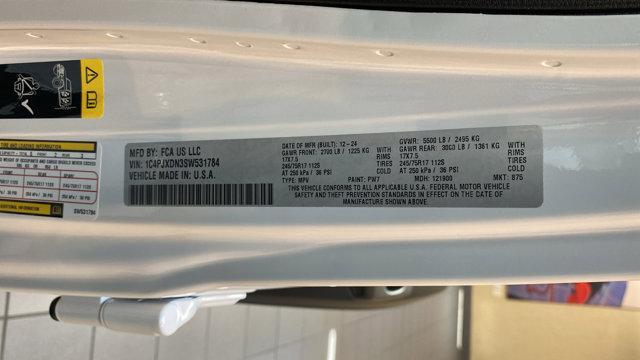 MFD BY: FCA US LLC
VIN: 1C4PJXDN3SW531784
VEHICLE MADE IN: U.S.A.
DATE OF MFR (BUILT): 12-24
GVWR: 5500 LB / 2495 KG
GAWR FRONT: 2700 LB / 1225 KG WITH
GAWR REAR: 3000 LB / 1361 KG WITH
17X7.5 RIMS
17X7.5 RIMS
245/75R17 112S TIRES
245/75R17 112S TIRES
AT 250 kPa / 36 PSI COLD
AT 250 kPa / 36 PSI COLD
TYPE: MPV PAINT: PW7 MDH: 121900 MKT: 875
THIS VEHICLE CONFORMS TO ALL APPLICABLE U.S.A. FEDERAL MOTOR VEHICLE
SAFETY AND THEFT PREVENTION STANDARDS IN EFFECT ON THE DATE OF
MANUFACTURE SHOWN ABOVE
TIRE AND LOADING INFORMATION
245/75R17 112S
SW531784